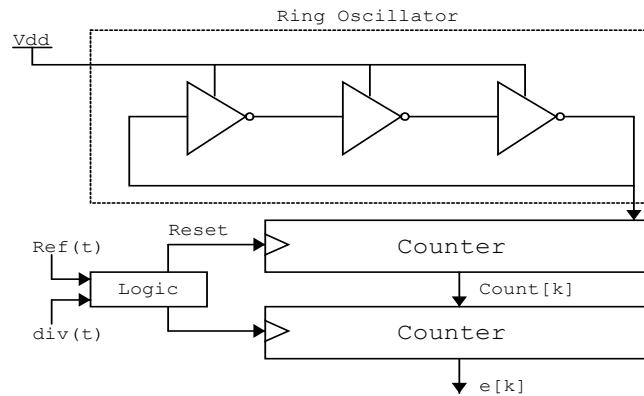 Ring Oscillator
Vdd
Reset
Ref(t)
Counter
Logic
Count[k]
div(t)
Counter
e[k]